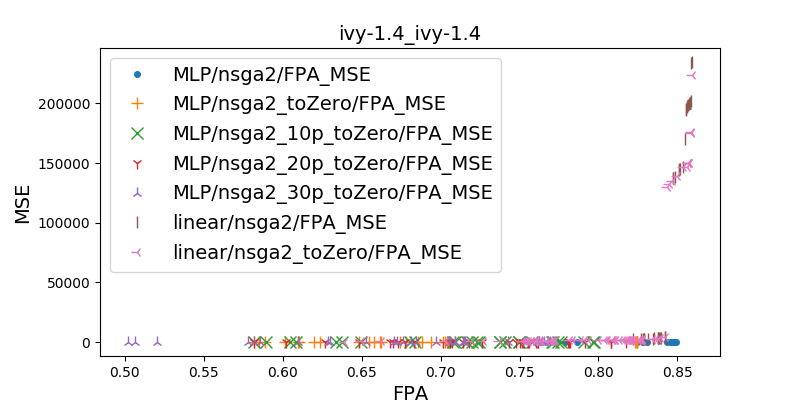 ivy-1.4_ivy-1.4
MLP/nsga2/FPA_MSE
MLP/nsga2_toZero/FPA_MSE
MLP/nsga2_10p_toZero/FPA_MSE
MLP/nsga2_20p_toZero/FPA_MSE
MLP/nsga2_30p_toZero/FPA_MSE
linear/nsga2/FPA_MSE
linear/nsga2_toZero/FPA_MSE
MSE
200000
150000
100000
50000
0
0.50 0.55 0.60 0.65 0.70 0.75 0.80 0.85
FPA